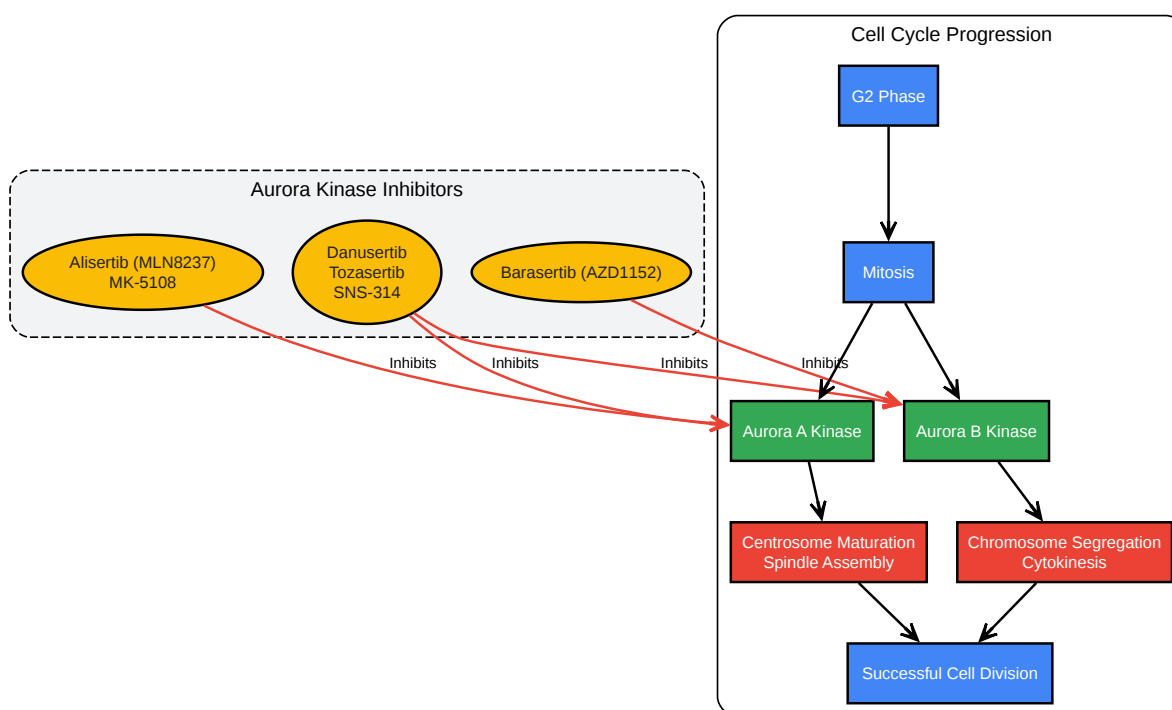 Cell Cycle Progression
G2 Phase
Aurora Kinase Inhibitors
Alisertib (MLN8237)
MK-5108
Danusertib
Tozasertib
SNS-314
Barasertib (AZD1152)
Mitosis
Inhibits
Inhibits
Inhibits
Inhibits
Aurora A Kinase
Aurora B Kinase
Centrosome Maturation
Spindle Assembly
Chromosome Segregation
Cytokinesis
Successful Cell Division